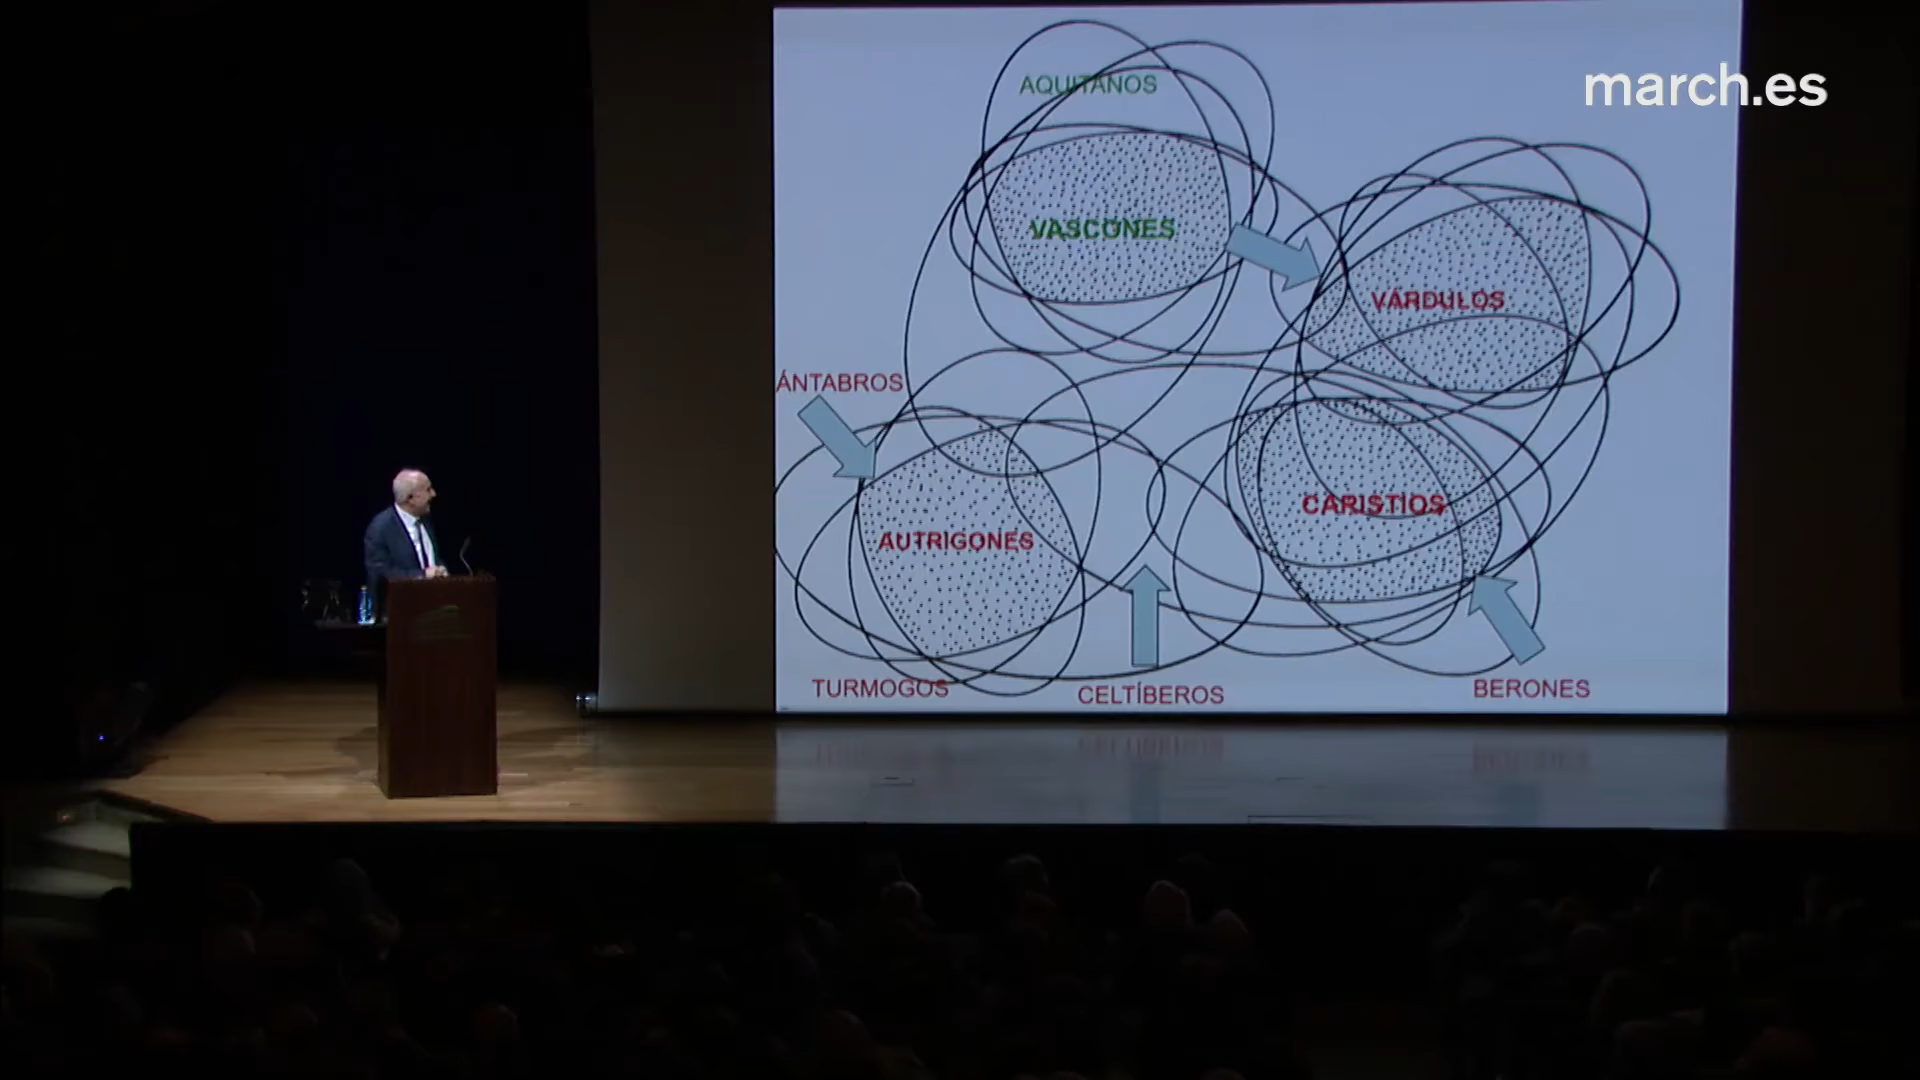 march.es
AQUITANOS
VASCONES
VÁRDULOS
ÁNTABROS
CARISTIOS
AUTRIGONES
TURMOGOS
CELTÍBEROS
BERONES